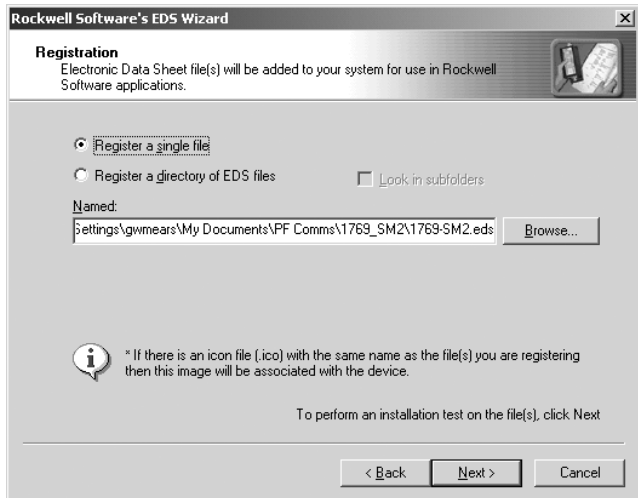 Rockwell Software's EDS Wizard
Registration
Electronic Data Sheet file(s) will be added to your system for use in Rockwell
Software applications.
Register a single file
Register a directory of EDS files
Look in subfolders
Named:
Settings\gwmears\My Documents\PF Comms\1769_SM2\1769-SM2.eds
Browse...
* If there is an icon file (.ico) with the same name as the file(s) you are registering
then this image will be associated with the device.
To perform an installation test on the file(s), click Next
< Back
Next >
Cancel